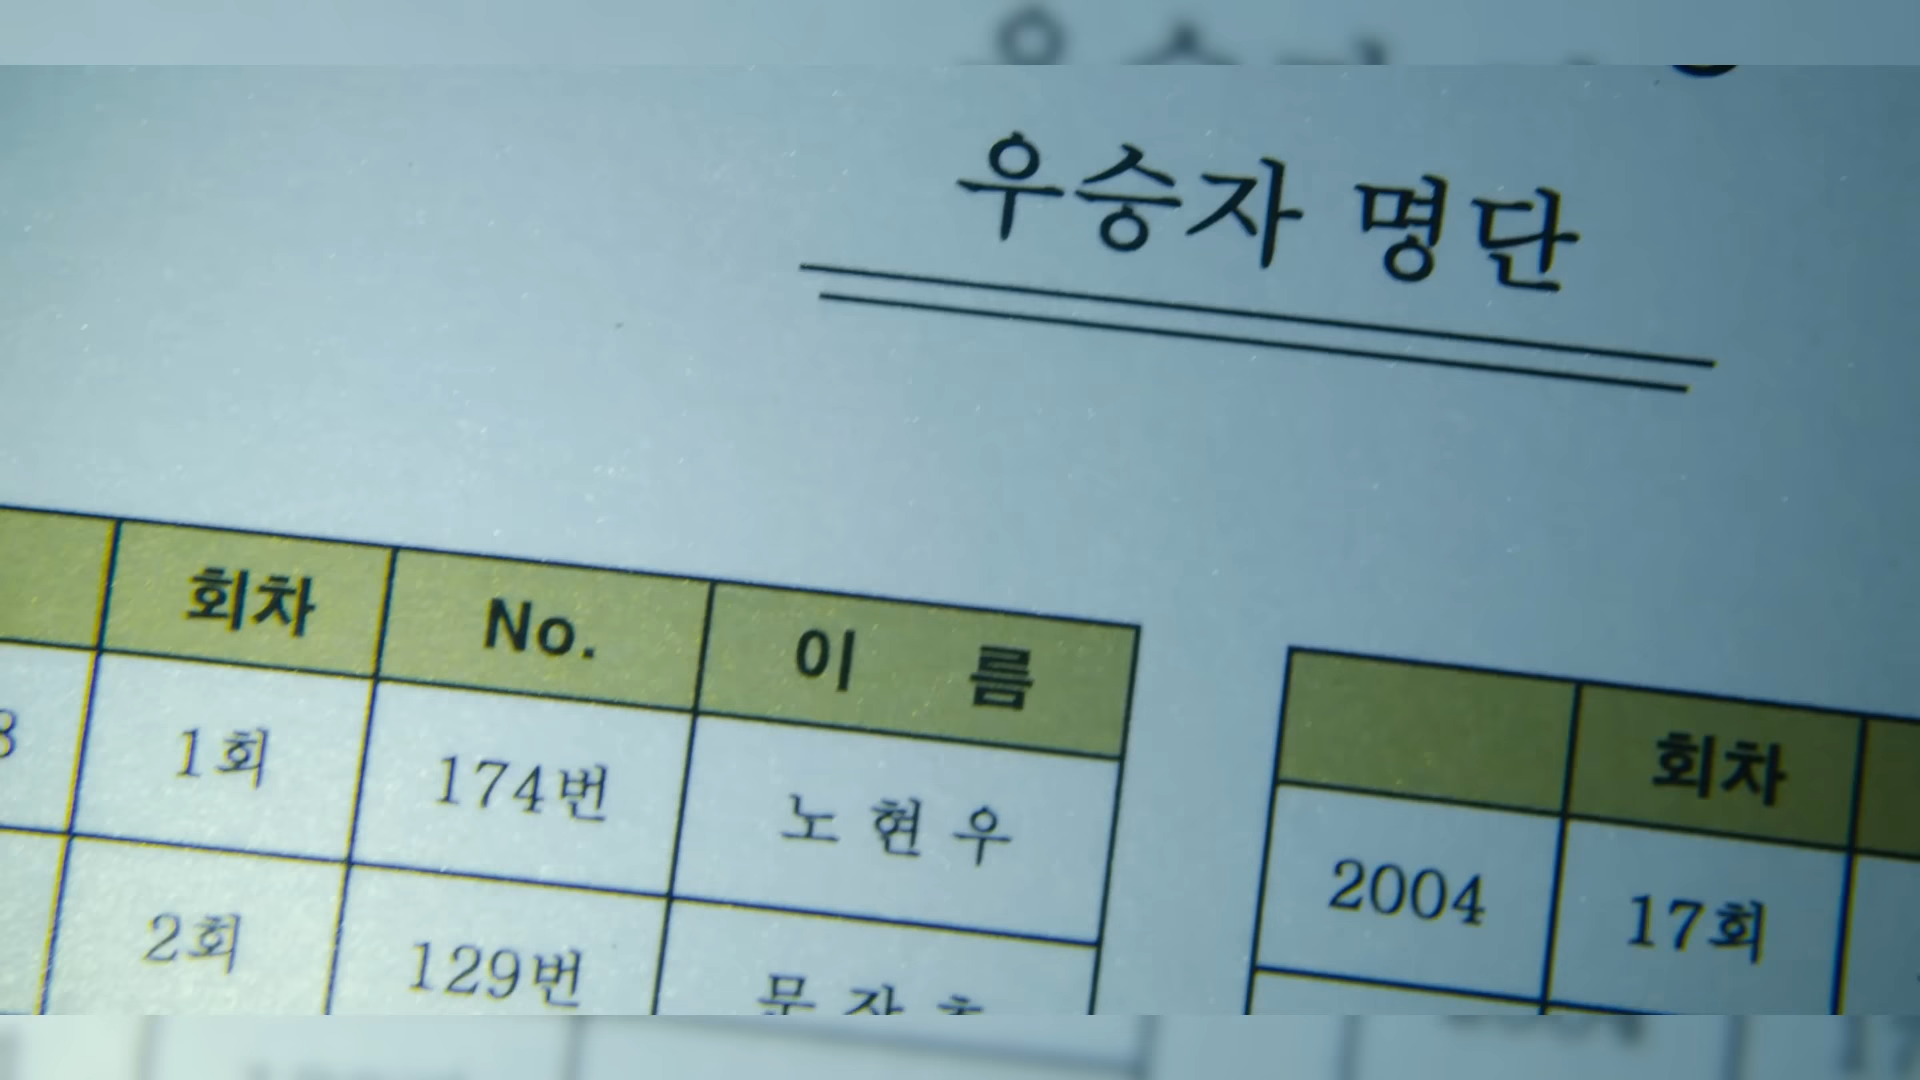 우승자 명단
회차 No. 이 름
1회 174번 노 현 우
2회 129번
회차
2004 17회